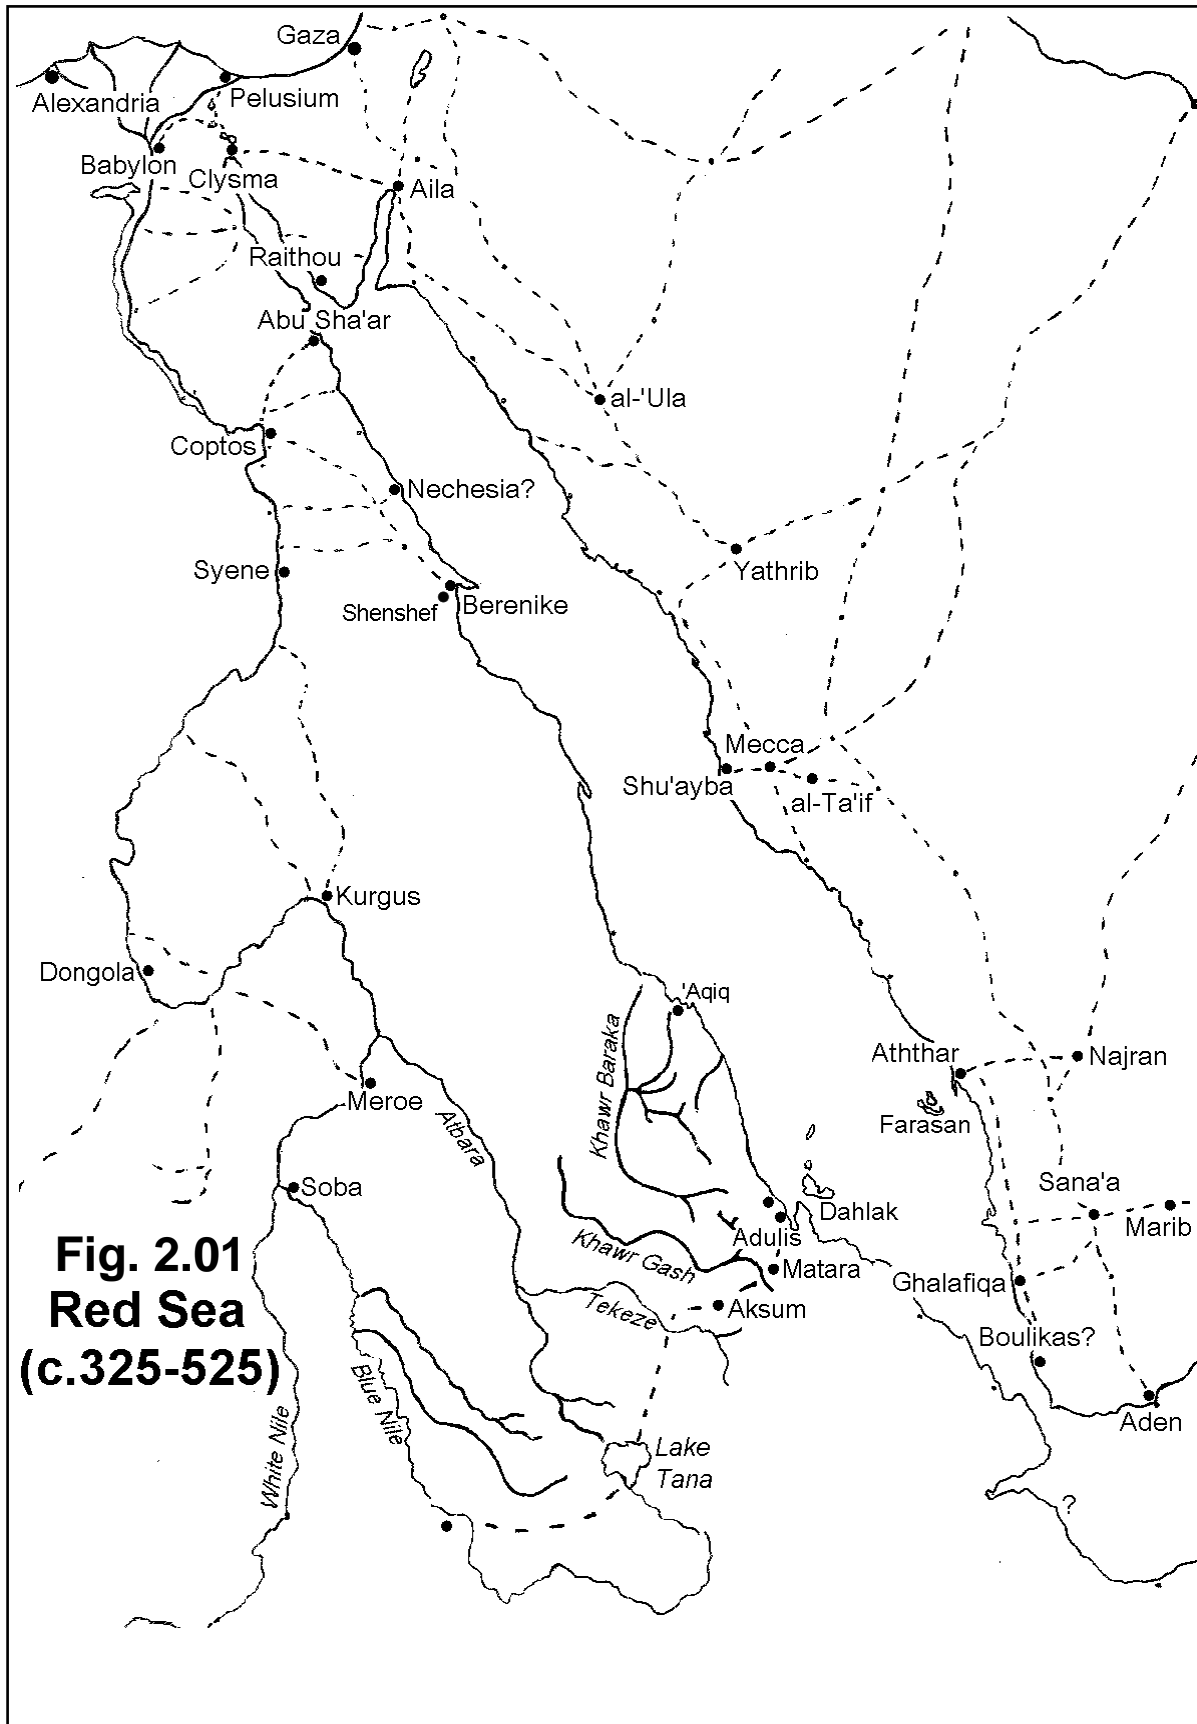 Gaza
Alexandria
Pelusium
Babylon
Clysma
Aila
Raithou
Abu Sha'ar
al-'Ula
Coptos
Nechesia?
Syene
Yathrib
Shenshef
Berenike
Mecca
Shu'ayba
al-Ta'if
Kurgus
Dongola
'Aqiq
Khawr Baraka
Aththar
Najran
Meroe
Farasan
Atbara
Soba
Sana'a
Dahlak
Marib
Adulis
Khawr Gash
Matara
Ghalafiqa
Tekeze
Aksum
Boulikas?
Fig. 2.01
Red Sea
(c.325-525)
Blue Nile
Aden
White Nile
Lake
Tana
?